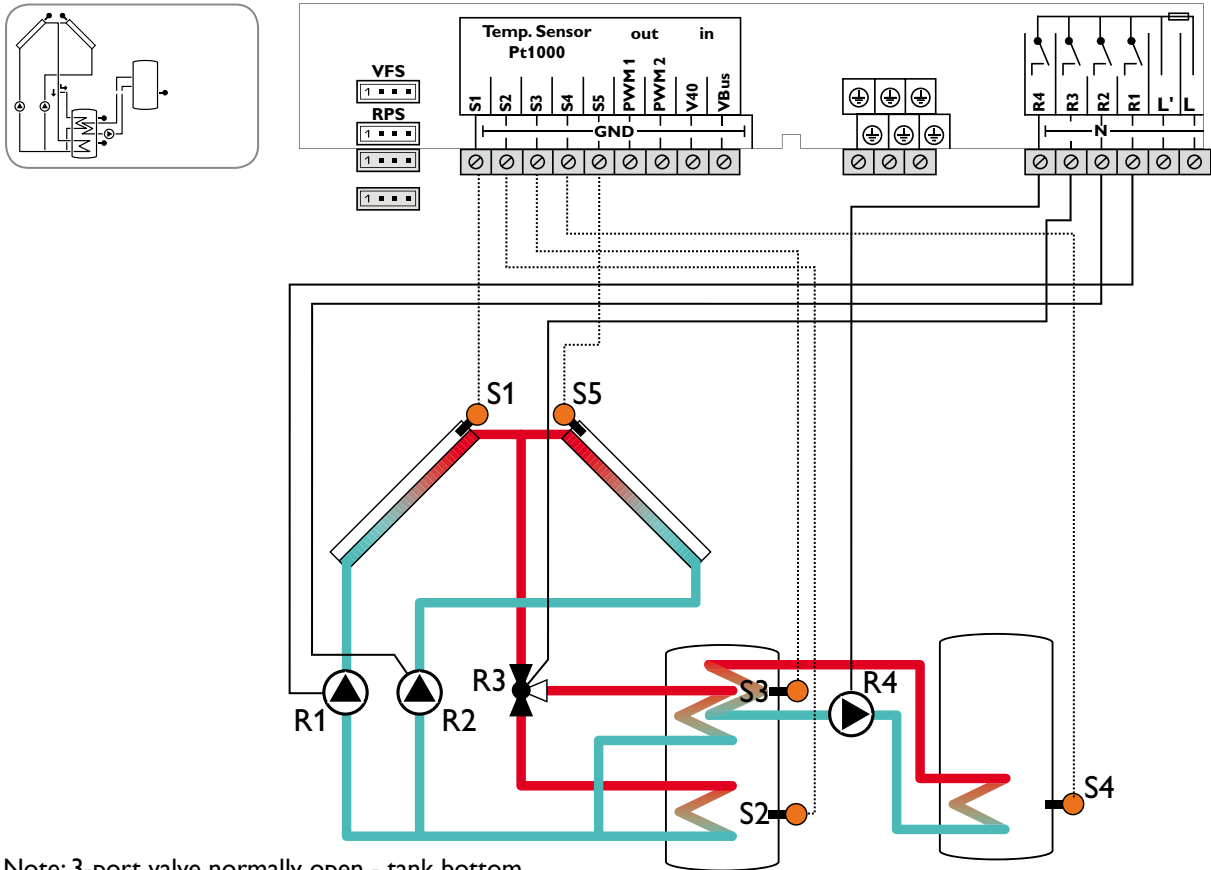 Temp. Sensor out in
Pt1000
VFS
1
RPS
1
1
1
S1 S2 S3 S4 S5 PWM 1 PWM 2 V40 VBus
GND
R4 R3 R2 R1 L' L
N
S1 S5
R3 S3 R4
R1 R2
S2 S4
Note: 3-port valve normally open - tank bottom